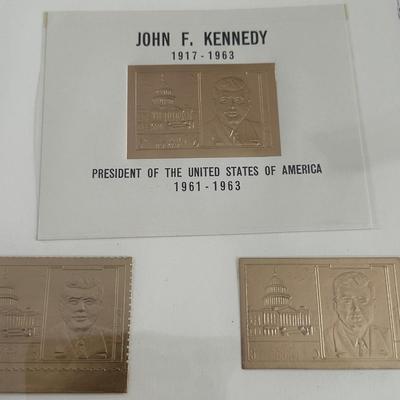 JOHN F. KENNEDY
1917 - 1963
PRESIDENT OF THE UNITED STATES OF AMERICA
1961 - 1963